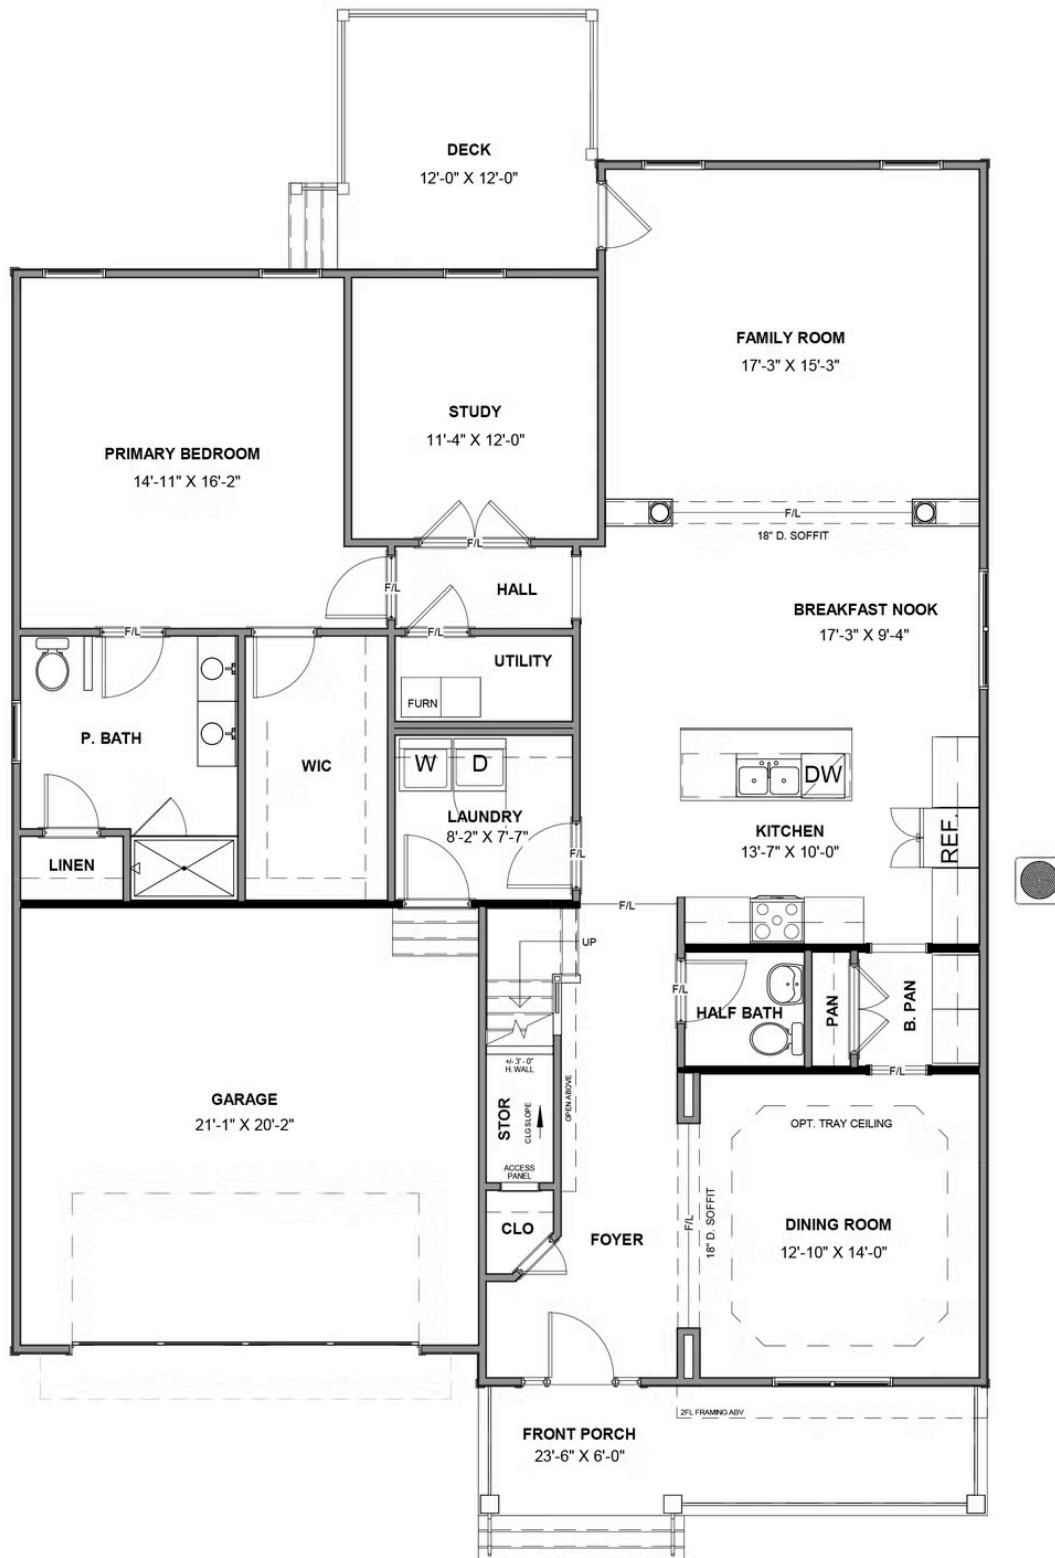 DECK
12'-0" X 12'-0"
FAMILY ROOM
17'-3" X 15'-3"
STUDY
11'-4" X 12'-0"
PRIMARY BEDROOM
14'-11" X 16'-2"
F/L
18" D. SOFFIT
F/L
F/L
HALL
BREAKFAST NOOK
17'-3" X 9'-4"
F/L
F/L
UTILITY
FURN
P. BATH
WIC
W
D
DW
LAUNDRY
8'-2" X 7'-7"
KITCHEN
13'-7" X 10'-0"
REF.
F/L
LINEN
F/L
UP
F/L
HALF BATH
PAN
B. PAN
+/- 3' - 0"
H. WALL
F/L
GARAGE
21'-1" X 20'-2"
STOR
CLG SLOPE
OPEN ABOVE
ACCESS
PANEL
OPT. TRAY CEILING
CLO
FOYER
F/L
18" D. SOFFIT
DINING ROOM
12'-10" X 14'-0"
2FL FRAMING ABV
FRONT PORCH
23'-6" X 6'-0"